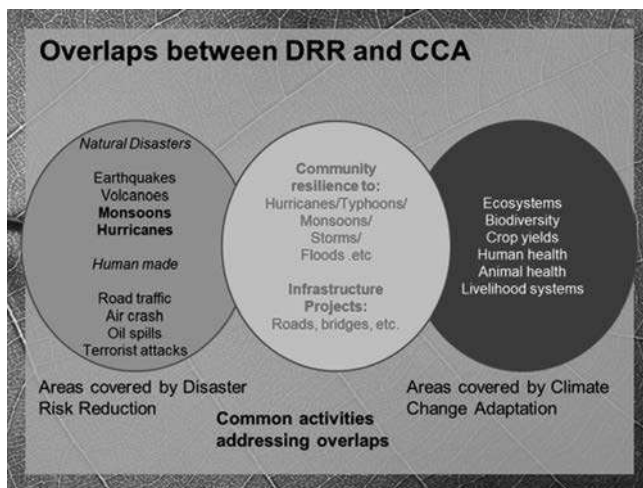 Overlaps between DRR and CCA
Natural Disasters
Earthquakes
Volcanoes
Monsoons
Hurricanes
Human made
Road traffic
Air crash
Oil spills
Terrorist attacks
Areas covered by Disaster
Risk Reduction
Community
resilience to:
Hurricanes/Typhoons/
Monsoons/
Storms/
Floods .etc
Infrastructure
Projects:
Roads, bridges, etc.
Common activities
addressing overlaps
Ecosystems
Biodiversity
Crop yields
Human health
Animal health
Livelihood systems
Areas covered by Climate
Change Adaptation